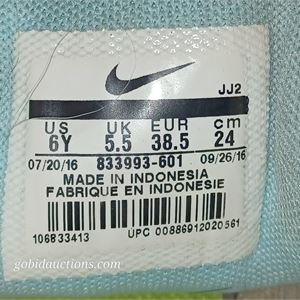 JJ2
US UK EUR cm
6Y 5.5 38.5 24
07/20/16 833993-601 09/26/16
MADE IN INDONESIA
FABRIQUE EN INDONESIE
106833413 UPC 00886912020561
gobidauctions.com